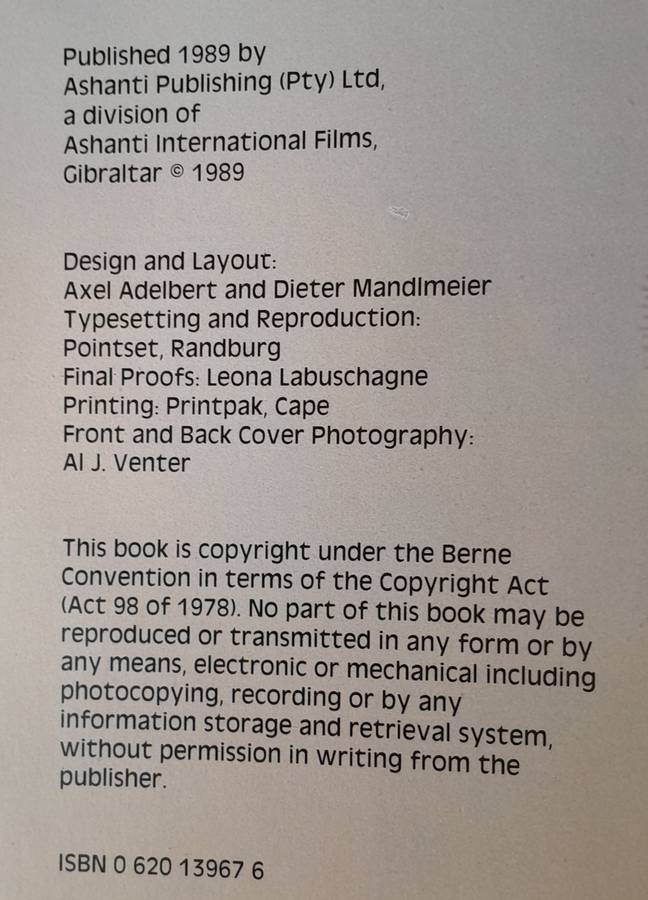 Published 1989 by
Ashanti Publishing (Pty) Ltd,
a division of
Ashanti International Films,
Gibraltar © 1989
Design and Layout:
Axel Adelbert and Dieter Mandlmeier
Typesetting and Reproduction:
Pointset, Randburg
Final Proofs: Leona Labuschagne
Printing: Printpak, Cape
Front and Back Cover Photography:
Al J. Venter
This book is copyright under the Berne
Convention in terms of the Copyright Act
(Act 98 of 1978). No part of this book may be
reproduced or transmitted in any form or by
any means, electronic or mechanical including
photocopying, recording or by any
information storage and retrieval system,
without permission in writing from the
publisher.
ISBN 0 620 13967 6